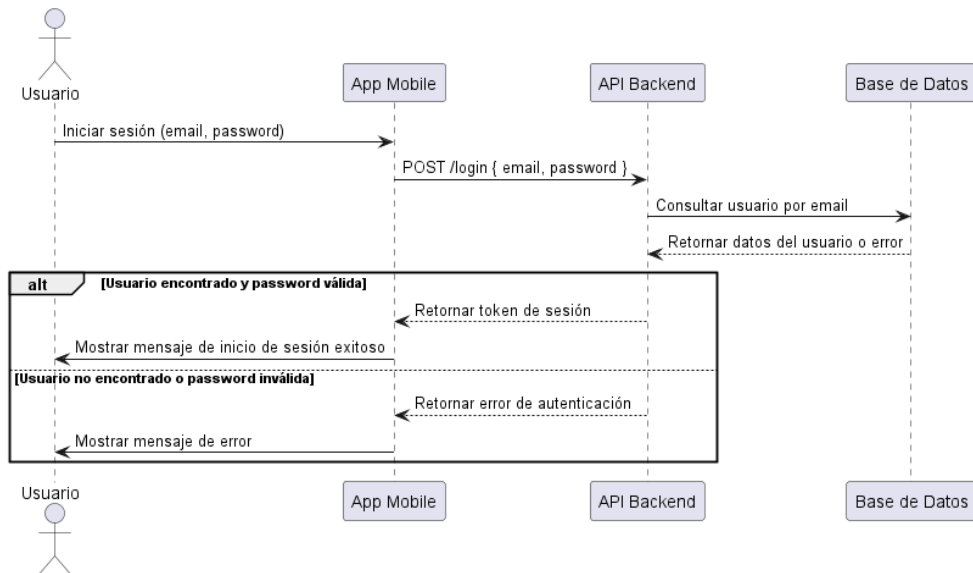 Usuario
App Mobile
API Backend
Base de Datos
Iniciar sesión (email, password)
POST /login { email, password }
Consultar usuario por email
Retornar datos del usuario o error
alt
[Usuario encontrado y password válida]
Retornar token de sesión
Mostrar mensaje de inicio de sesión exitoso
[Usuario no encontrado o password inválida]
Retornar error de autenticación
Mostrar mensaje de error
Usuario
App Mobile
API Backend
Base de Datos